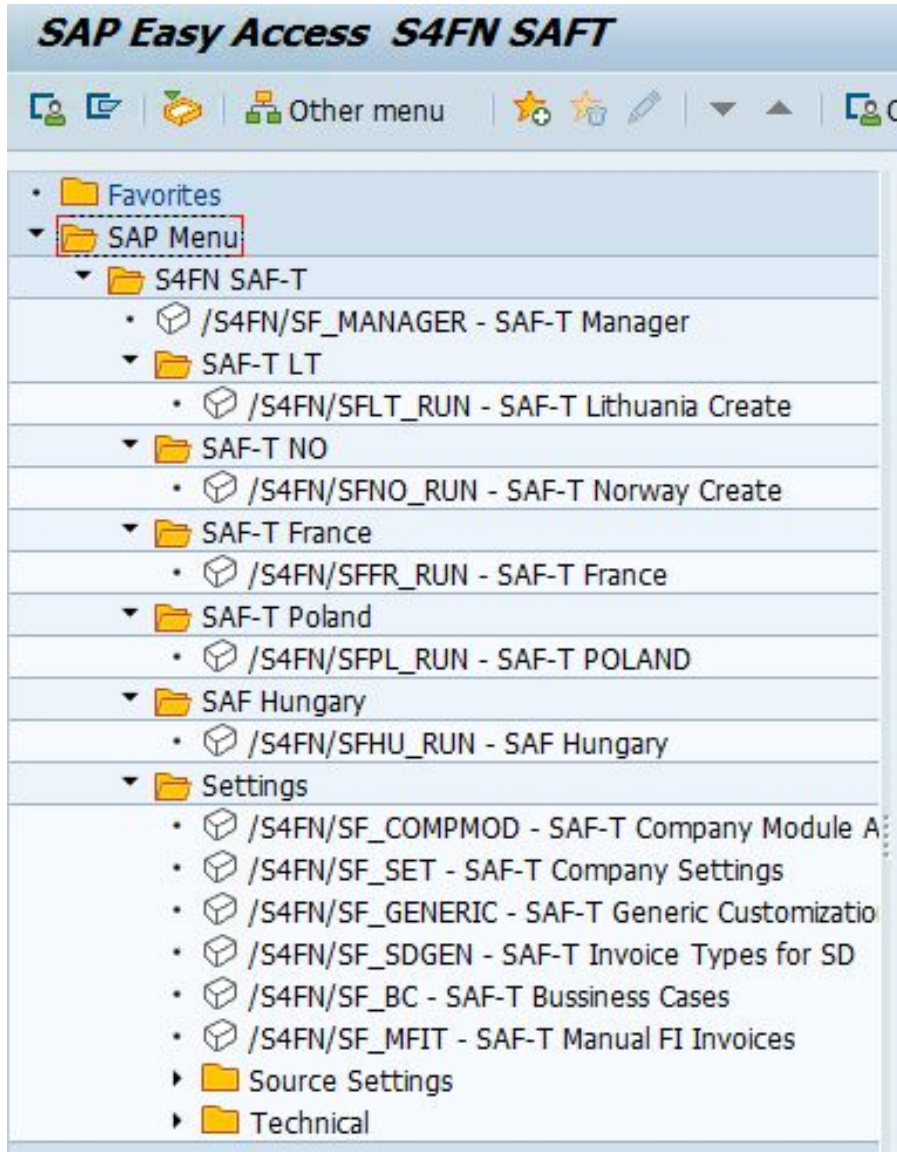 SAP Easy Access S4FN SAFT
Other menu
Favorites
SAP Menu
S4FN SAF-T
/S4FN/SF_MANAGER - SAF-T Manager
SAF-T LT
/S4FN/SFLT_RUN - SAF-T Lithuania Create
SAF-T NO
/S4FN/SFNO_RUN - SAF-T Norway Create
SAF-T France
/S4FN/SFFR_RUN - SAF-T France
SAF-T Poland
/S4FN/SFPL_RUN - SAF-T POLAND
SAF Hungary
/S4FN/SFHU_RUN - SAF Hungary
Settings
/S4FN/SF_COMPMOD - SAF-T Company Module A
/S4FN/SF_SET - SAF-T Company Settings
/S4FN/SF_GENERIC - SAF-T Generic Customizatio
/S4FN/SF_SDGEN - SAF-T Invoice Types for SD
/S4FN/SF_BC - SAF-T Bussiness Cases
/S4FN/SF_MFIT - SAF-T Manual FI Invoices
Source Settings
Technical